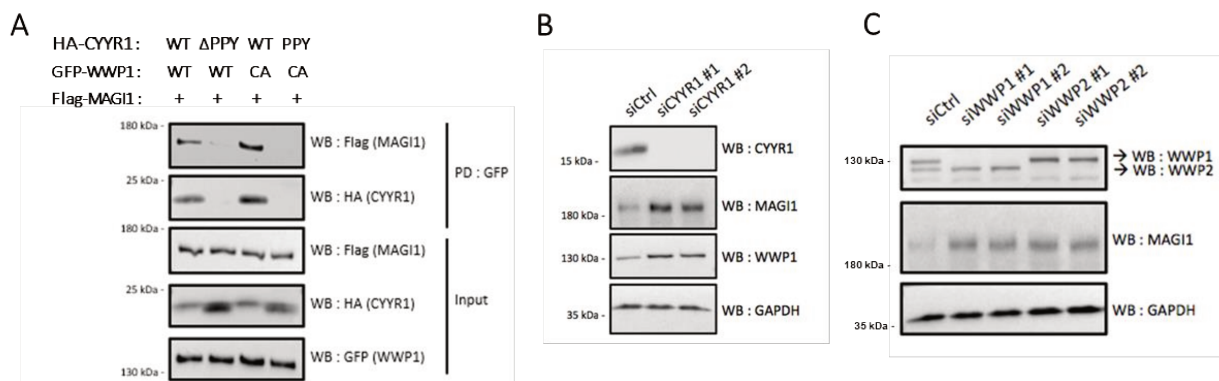 A
HA-CYYR1: WT ΔPPY WT PPY
GFP-WWP1: WT WT CA CA
Flag-MAGI1: + + + +
180 kDa - WB : Flag (MAGI1)
25 kDa - WB : HA (CYYR1)
PD : GFP
180 kDa - WB : Flag (MAGI1)
25 kDa - WB : HA (CYYR1)
130 kDa - WB : GFP (WWP1)
Input
B
siCtrl siCYYR1 #1 siCYYR1 #2
15 kDa - WB : CYYR1
180 kDa - WB : MAGI1
130 kDa - WB : WWP1
35 kDa - WB : GAPDH
C
siCtrl siWWP1 #1 siWWP1 #2 siWWP2 #1 siWWP2 #2
130 kDa - → WB : WWP1
→ WB : WWP2
180 kDa - WB : MAGI1
35 kDa - WB : GAPDH